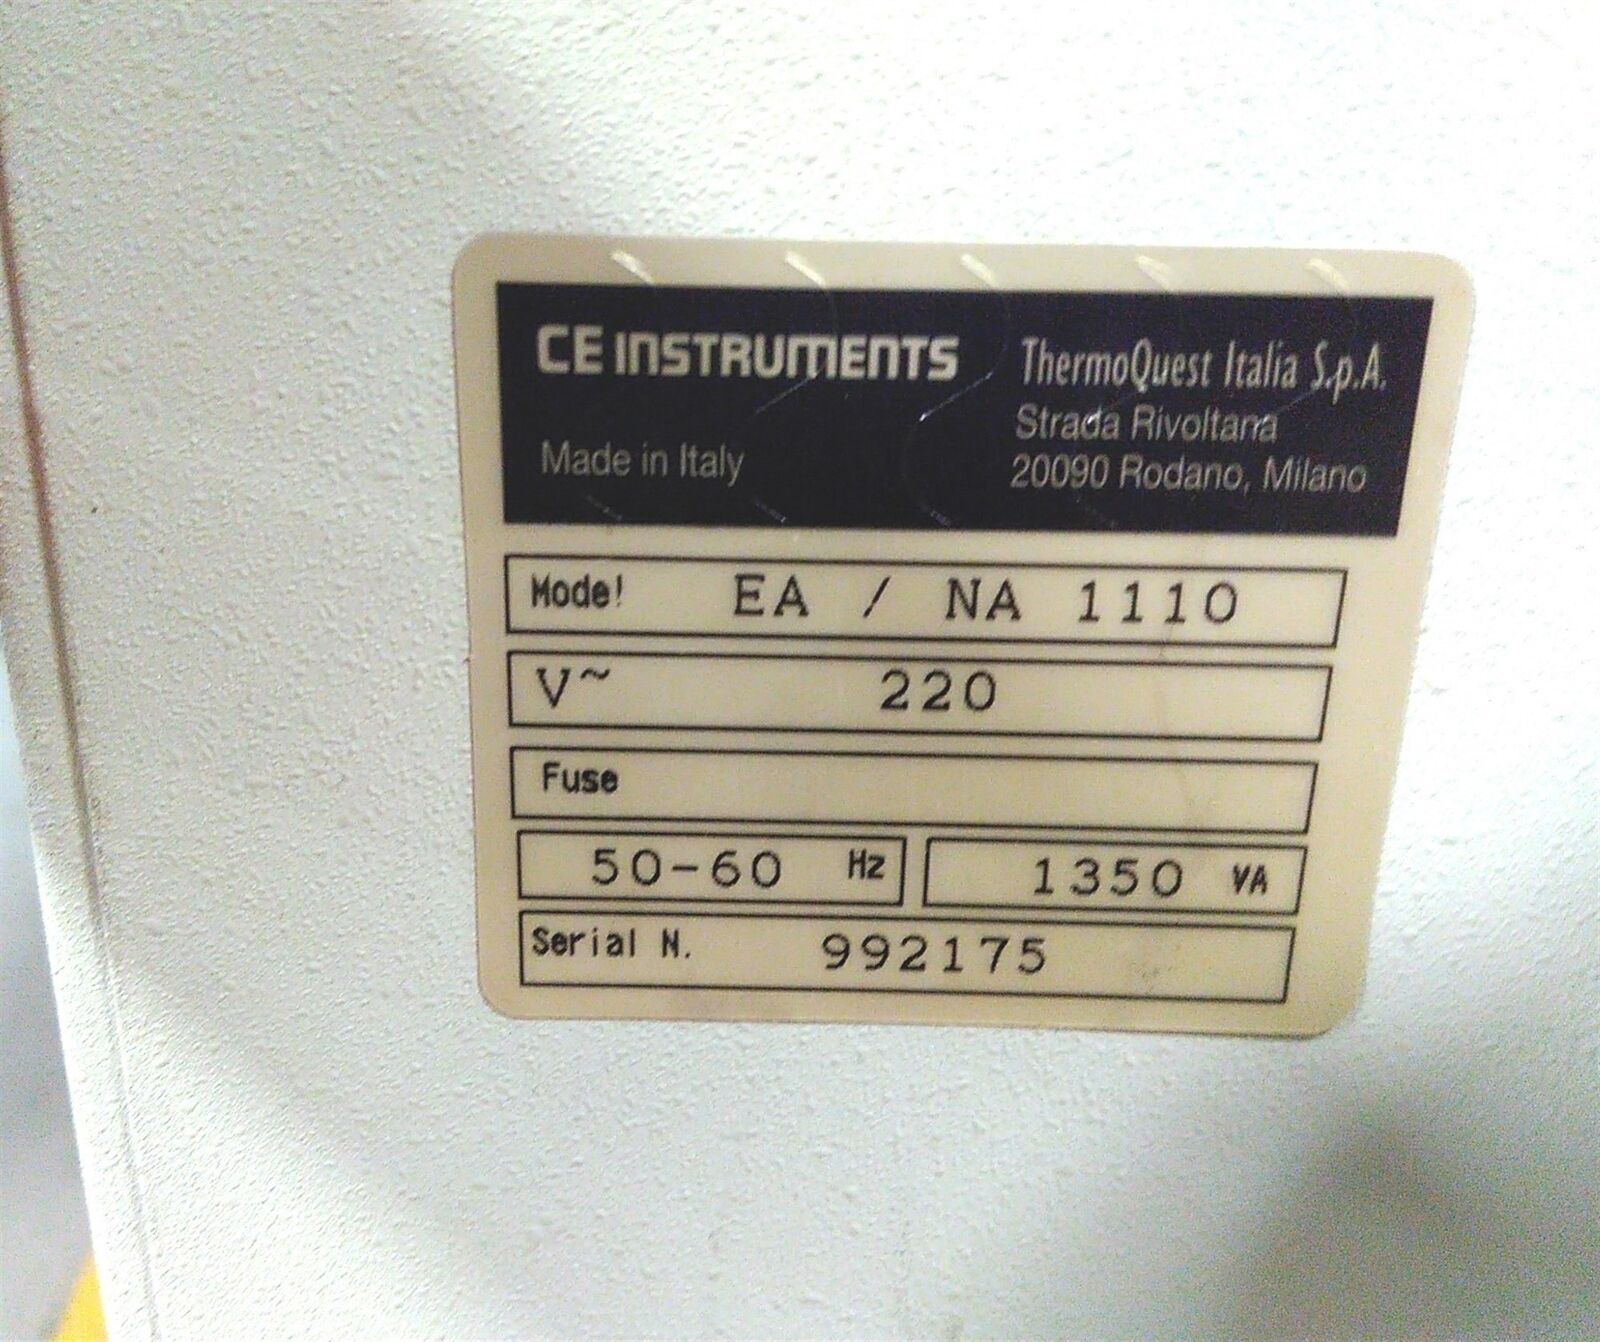 CE INSTRUMENTS
Made in Italy
ThermoQuest Italia S.p.A.
Strada Rivoltana
20090 Rodano, Milano
Model EA / NA 1110
V~ 220
Fuse
50-60 Hz
1350 VA
Serial N. 992175